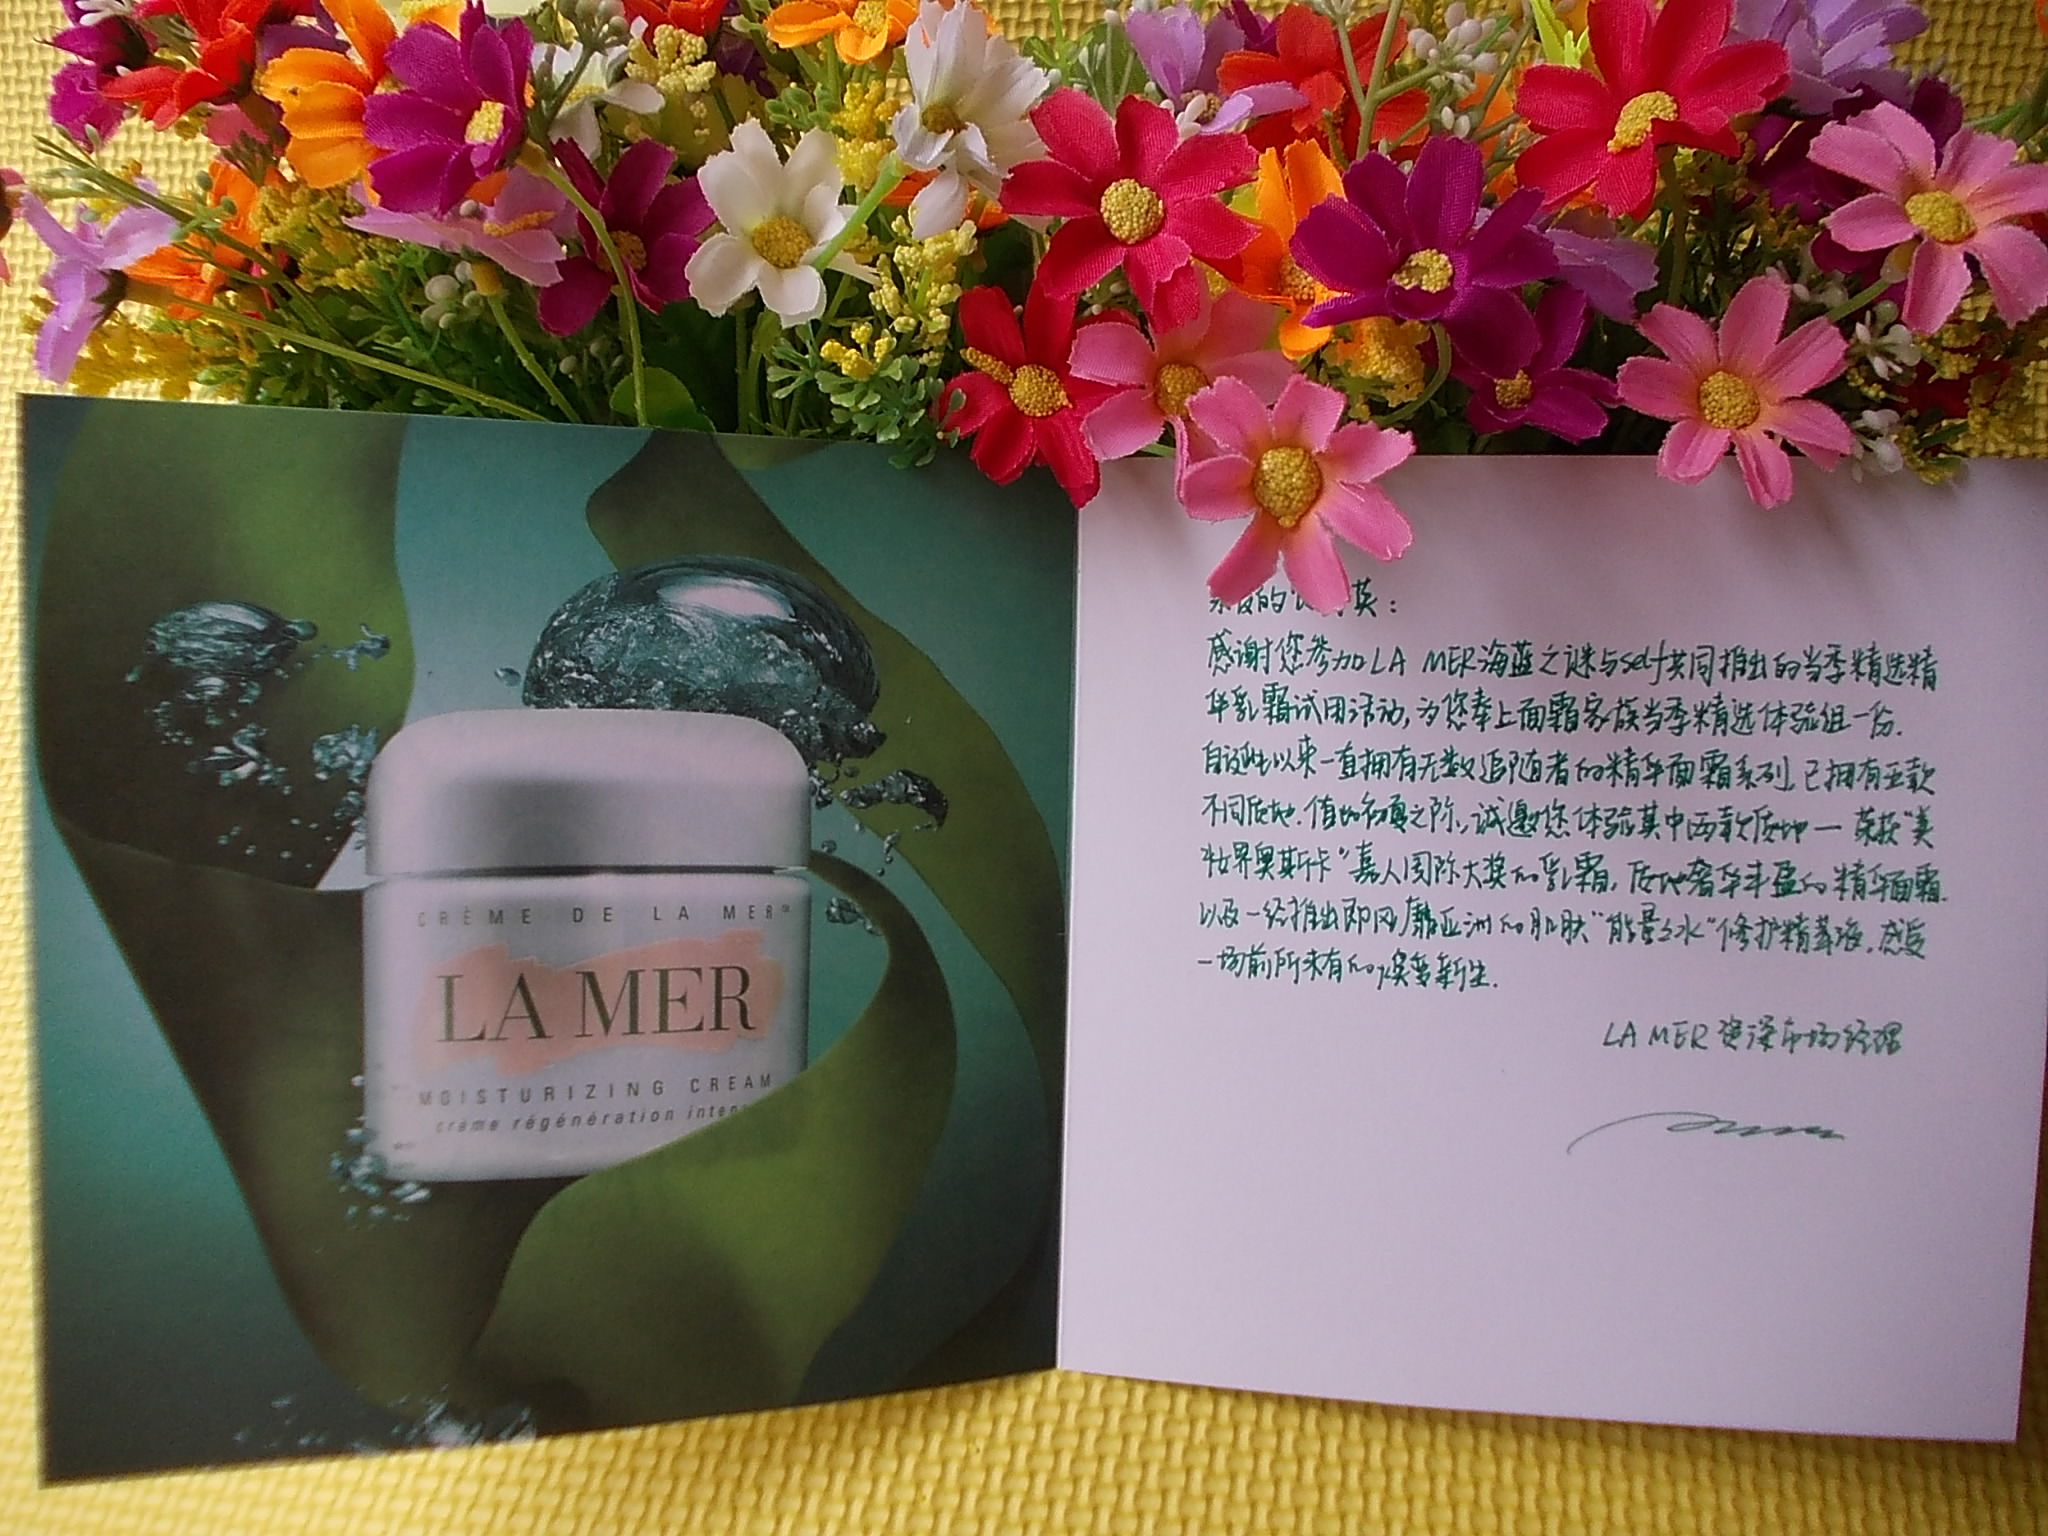 CRÈME DE LA MER™
LA MER
MOISTURIZING CREAM
crème régénération
的 英：
感谢您参加LA MER海蓝之谜与self共同推出的当季精选精
华乳霜试用活动，为您奉上面霜家族当季精选体验组一份.
自诞生以来一直拥有无数追随者的精华面霜系列，已拥有五款
不同质地.值此初夏之际，诚邀您体验其中两款质地—荣获“美
妆界奥斯卡”嘉人国际大奖的乳霜，质地奢华丰盈的精华面霜.
以及一经推出即风靡亚洲的肌肤“能量之水”修护精萃液，感受
一场前所未有的焕变新生.
LA MER 资深市场经理